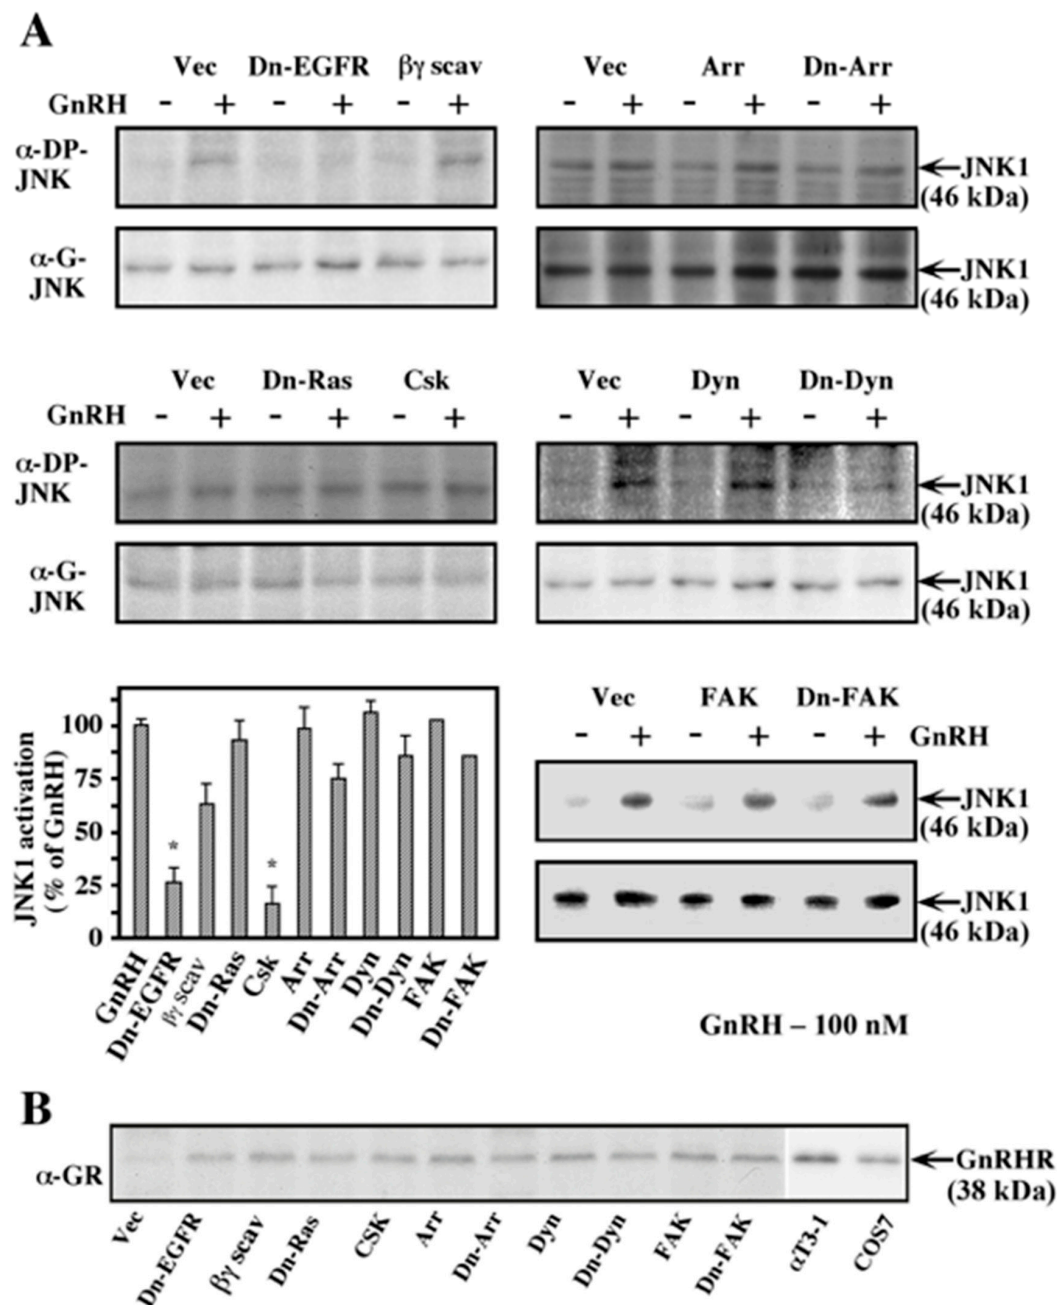 A
Vec Dn-EGFR βγ scav
GnRH - + - + - +
α-DP-
JNK
α-G-
JNK
Vec Arr Dn-Arr
- + - + - +
JNK1
(46 kDa)
JNK1
(46 kDa)
Vec Dn-Ras Csk
GnRH - + - + - +
α-DP-
JNK
α-G-
JNK
Vec Dyn Dn-Dyn
- + - + - +
JNK1
(46 kDa)
JNK1
(46 kDa)
JNK1 activation
(% of GnRH)
100
75
50
25
0
*
*
GnRH
Dn-EGFR
βγ scav
Dn-Ras
Csk
Arr
Dn-Arr
Dyn
Dn-Dyn
FAK
Dn-FAK
Vec FAK Dn-FAK
- + - + - + GnRH
JNK1
(46 kDa)
JNK1
(46 kDa)
GnRH – 100 nM
B
α-GR
GnRHR
(38 kDa)
Vec
Dn-EGFR
βγ scav
Dn-Ras
CSK
Arr
Dn-Arr
Dyn
Dn-Dyn
FAK
Dn-FAK
αT3-1
COS7